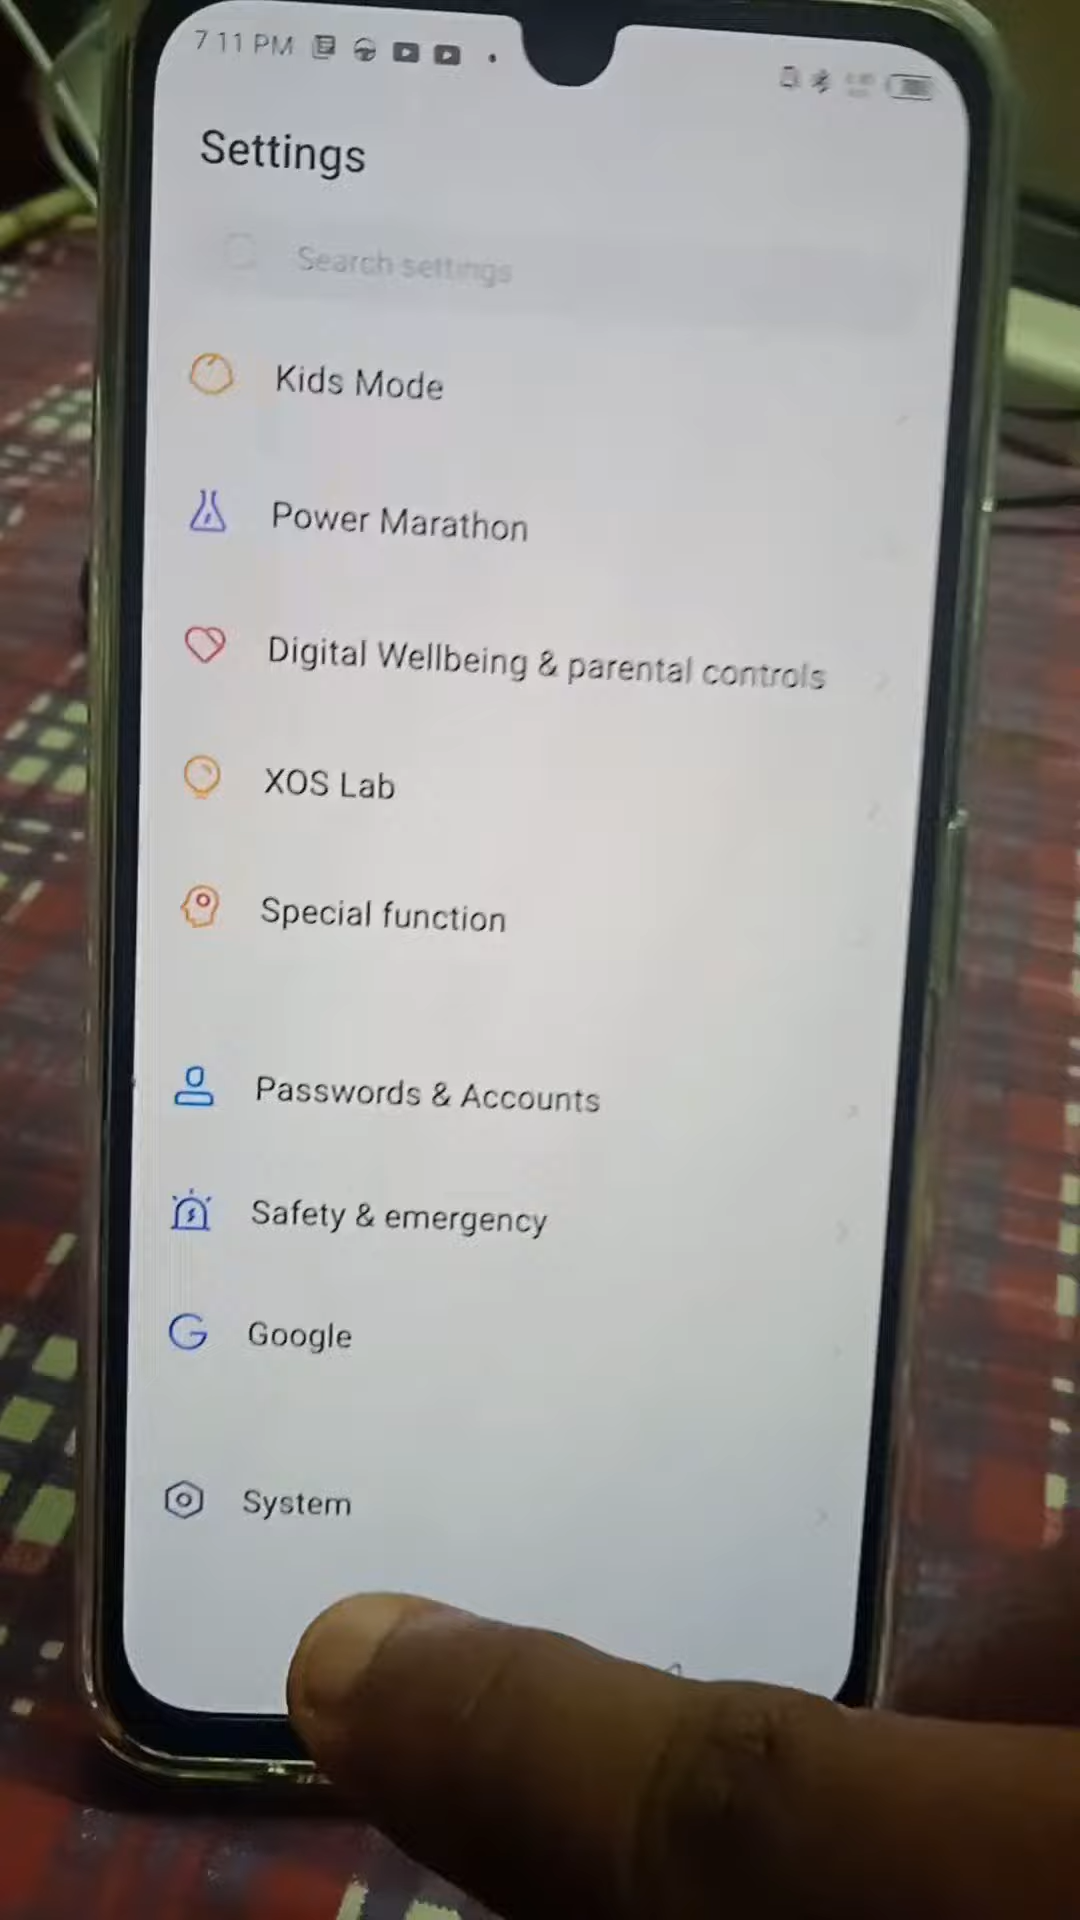 7 11 PM
Settings
Search settings
Kids Mode
Power Marathon
Digital Wellbeing & parental controls
XOS Lab
Special function
Passwords & Accounts
Safety & emergency
Google
System